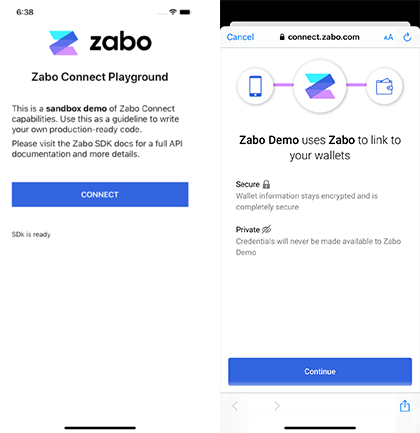 6:38
zabo
Zabo Connect Playground
This is a sandbox demo of Zabo Connect
capabilities. Use this as a guideline to write
your own production-ready code.
Please visit the Zabo SDK docs for a full API
documentation and more details.
CONNECT
SDk is ready
Cancel
connect.zabo.com
AA
Zabo Demo uses Zabo to link to
your wallets
Secure
Wallet information stays encrypted and is
completely secure
Private
Credentials will never be made available to Zabo
Demo
Continue